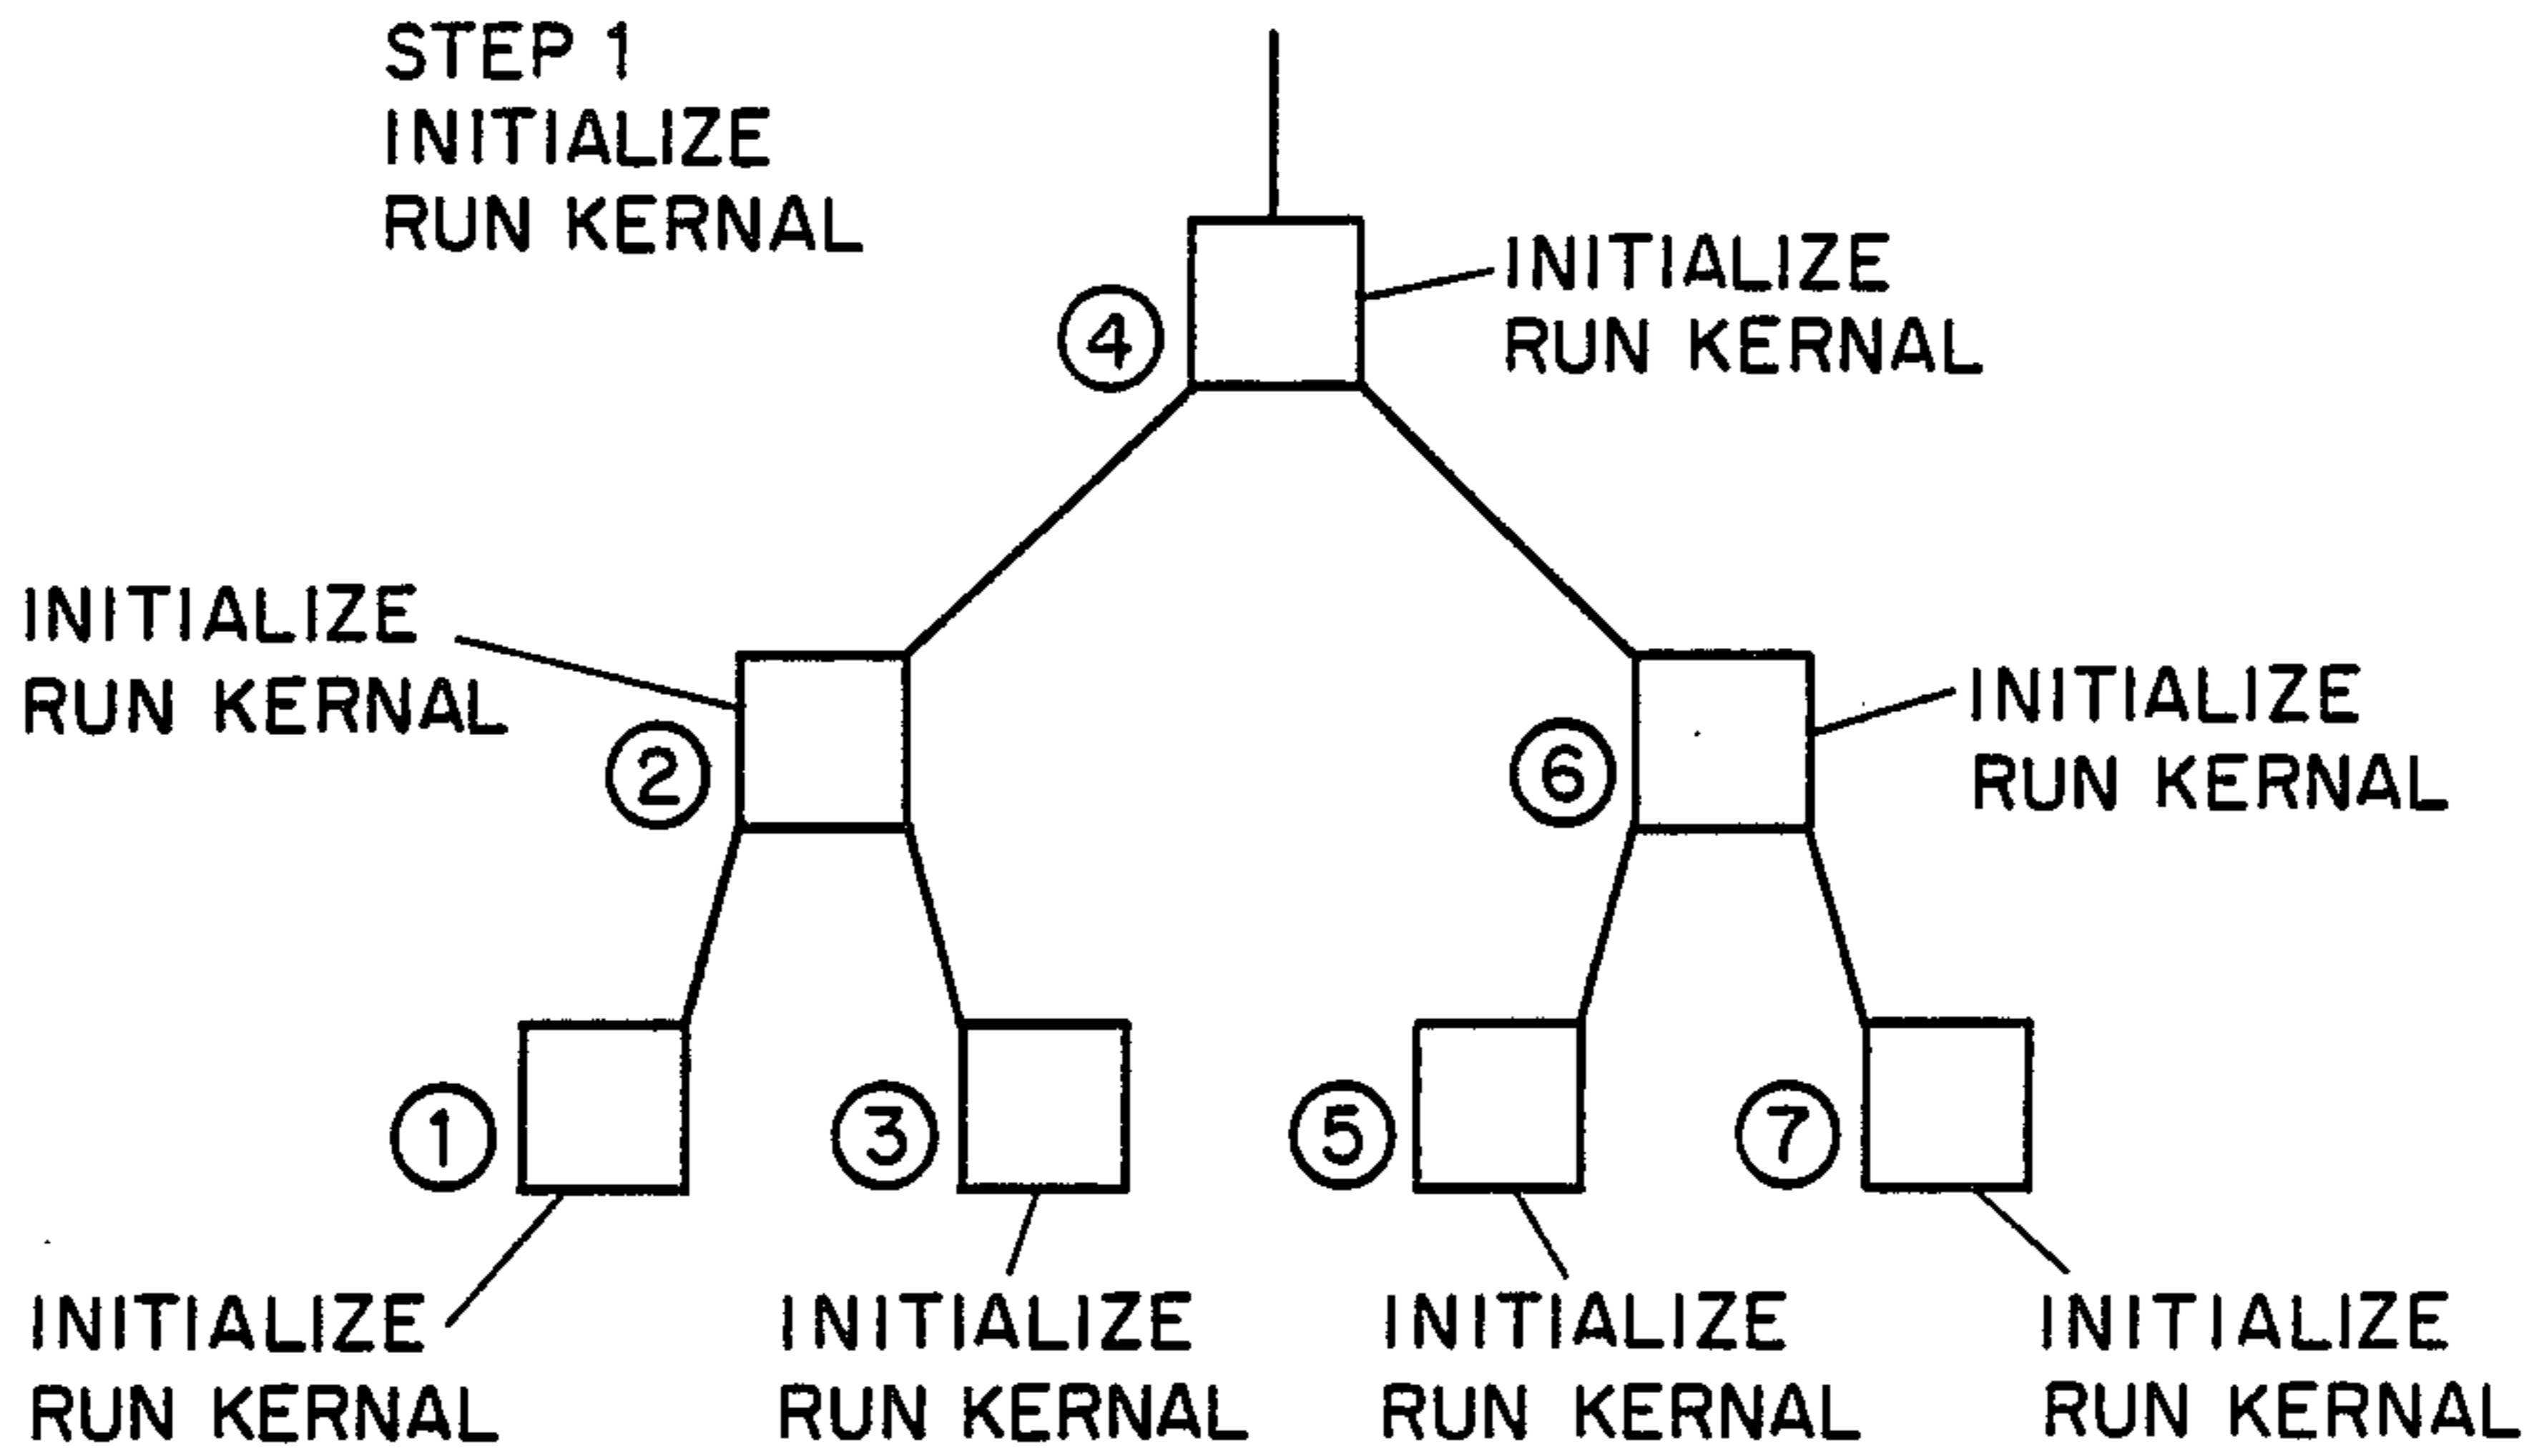 STEP 1
INITIALIZE
RUN KERNAL
INITIALIZE
RUN KERNAL
4
INITIALIZE
RUN KERNAL
2
6
INITIALIZE
RUN KERNAL
1
3
5
7
INITIALIZE
RUN KERNAL
INITIALIZE
RUN KERNAL
INITIALIZE
RUN KERNAL
INITIALIZE
RUN KERNAL